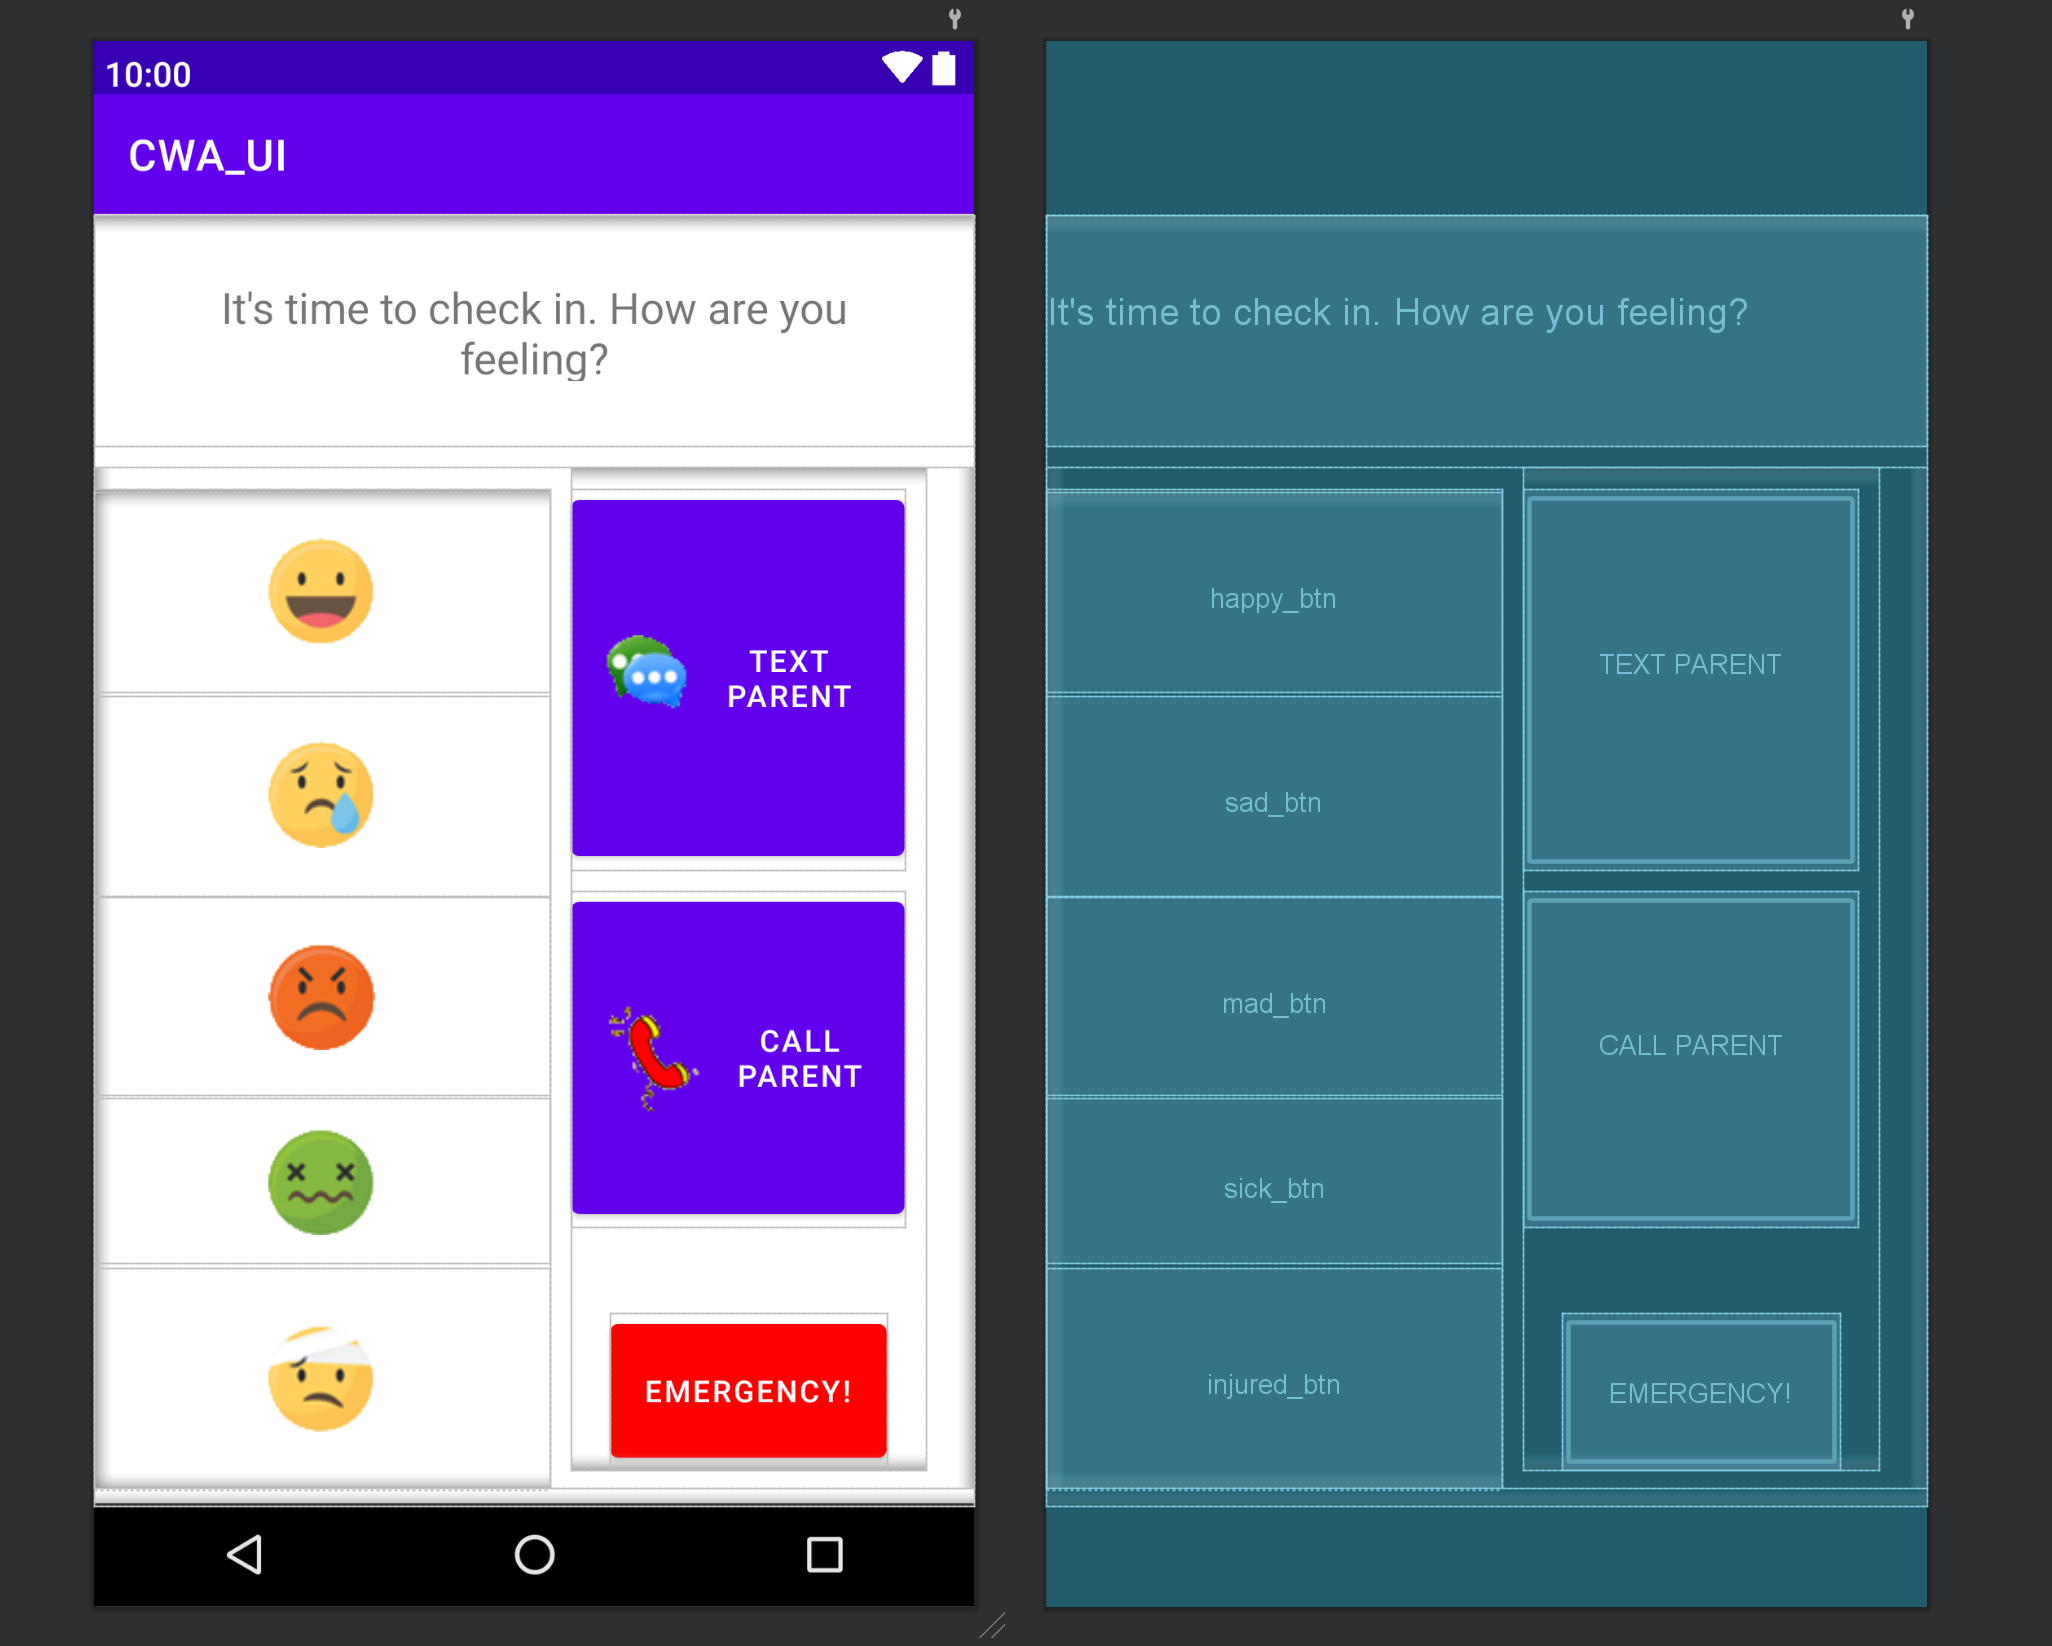 10:00
CWA_UI
It's time to check in. How are you
feeling?
TEXT
PARENT
CALL
PARENT
EMERGENCY!
It's time to check in. How are you feeling?
happy_btn
sad_btn
mad_btn
sick_btn
injured_btn
TEXT PARENT
CALL PARENT
EMERGENCY!